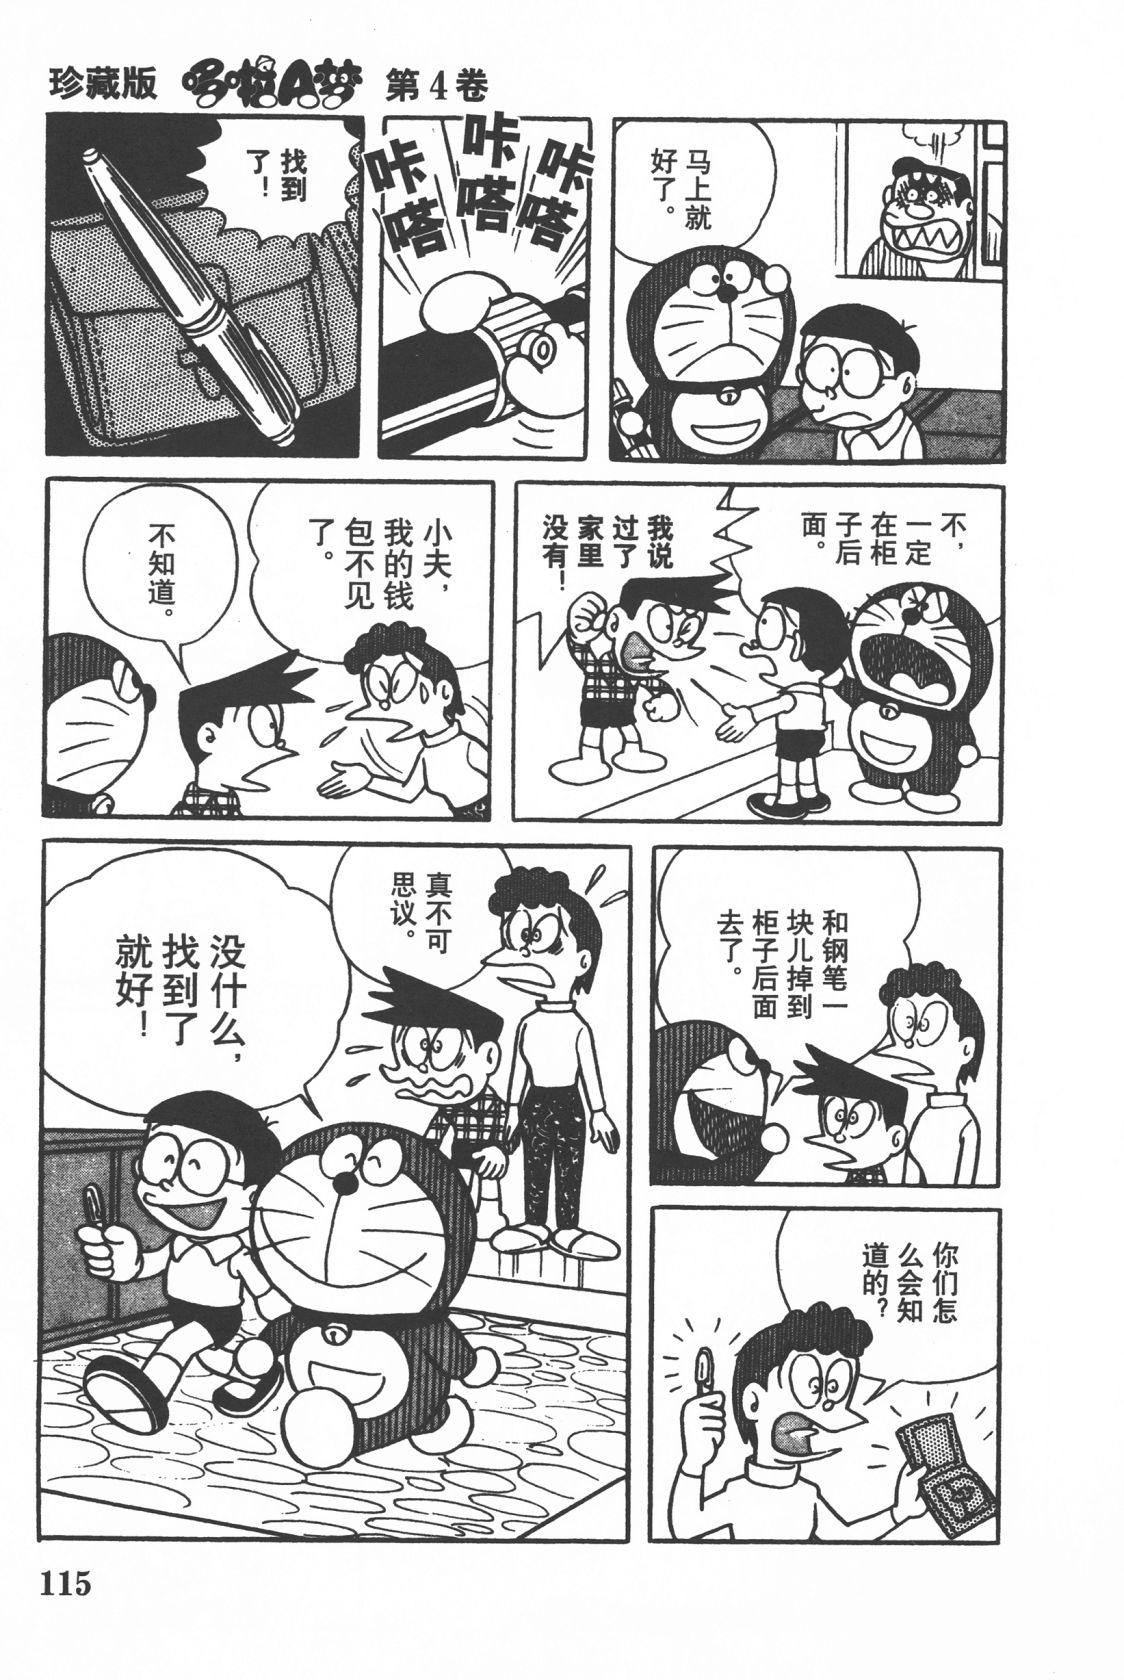 珍藏版 哆啦A梦 第4卷
马上就
好了。
咔嗒
咔嗒
咔嗒
找到
了！
不，
一定
在柜
子后
面。
我说
过了
家里
没有！
小夫，
我的钱
包不见
了。
不知道。
和钢笔一
块儿掉到
柜子后面
去了。
你们怎
么会知
道的？
真不可
思议。
没什么，
找到了
就好！
115